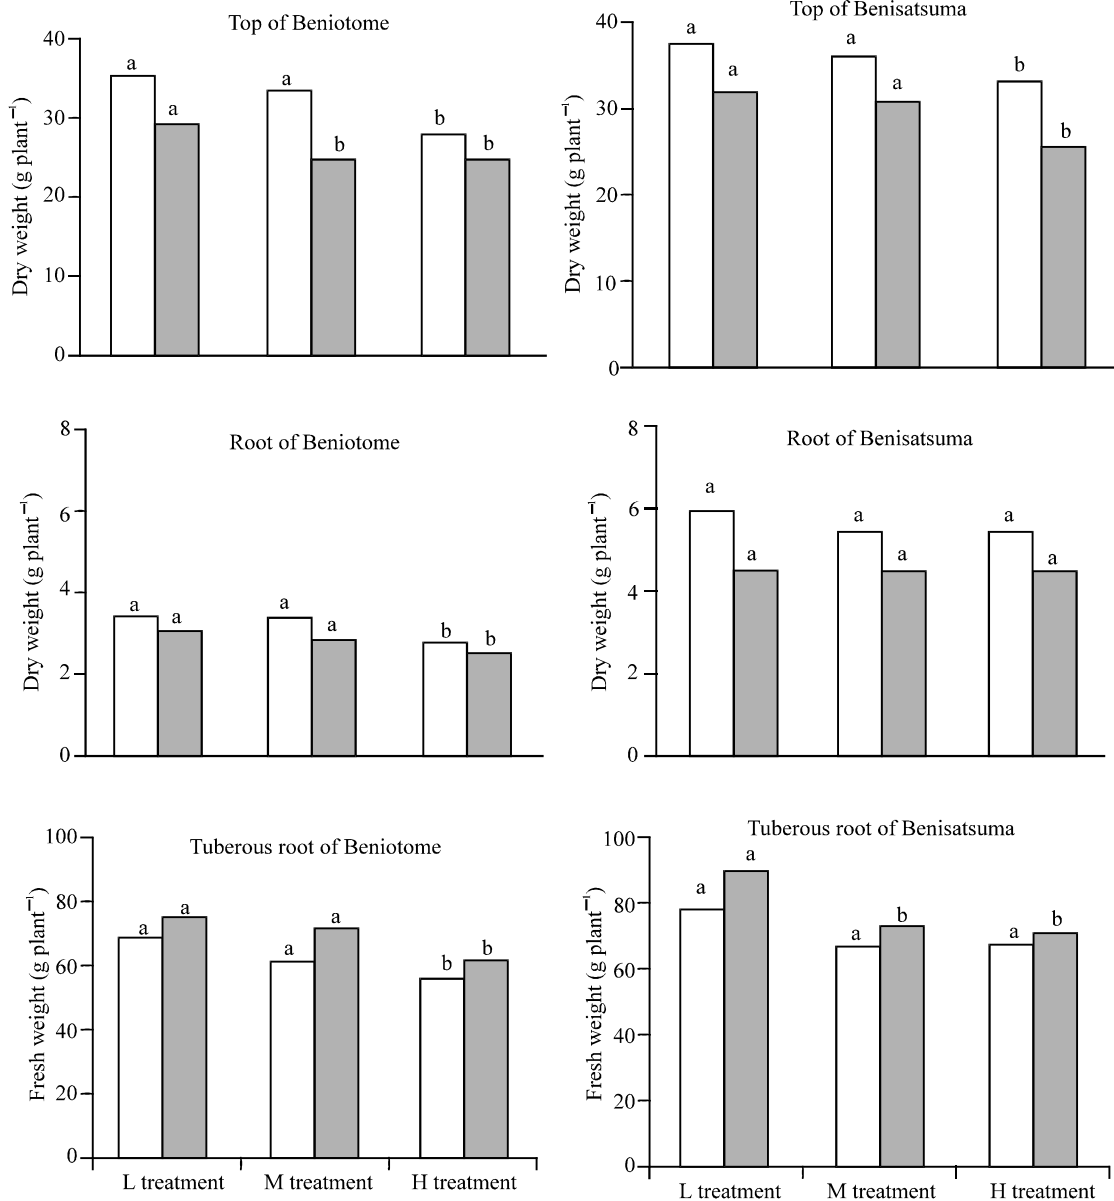 Top of Beniotome
Dry weight (g plant⁻¹)
40
30
20
10
0
a
a
a
b
b
b
Top of Benisatsuma
Dry weight (g plant⁻¹)
40
30
20
10
0
a
a
a
a
b
b
Root of Beniotome
Dry weight (g plant⁻¹)
8
6
4
2
0
a
a
a
a
b
b
Root of Benisatsuma
Dry weight (g plant⁻¹)
8
6
4
2
0
a
a
a
a
a
a
Tuberous root of Beniotome
Fresh weight (g plant⁻¹)
100
80
60
40
20
0
a
a
a
a
b
b
L treatment
M treatment
H treatment
Tuberous root of Benisatsuma
Fresh weight (g plant⁻¹)
100
80
60
40
20
0
a
a
a
b
a
b
L treatment
M treatment
H treatment